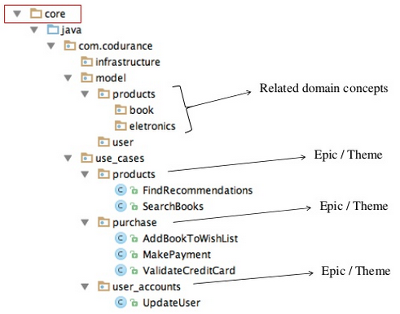 core
java
com.codurance
infrastructure
model
products
Related domain concepts
book
eletronics
user
Epic / Theme
use_cases
products
FindRecommendations
SearchBooks
Epic / Theme
purchase
AddBookToWishList
MakePayment
ValidateCreditCard
Epic / Theme
user_accounts
UpdateUser